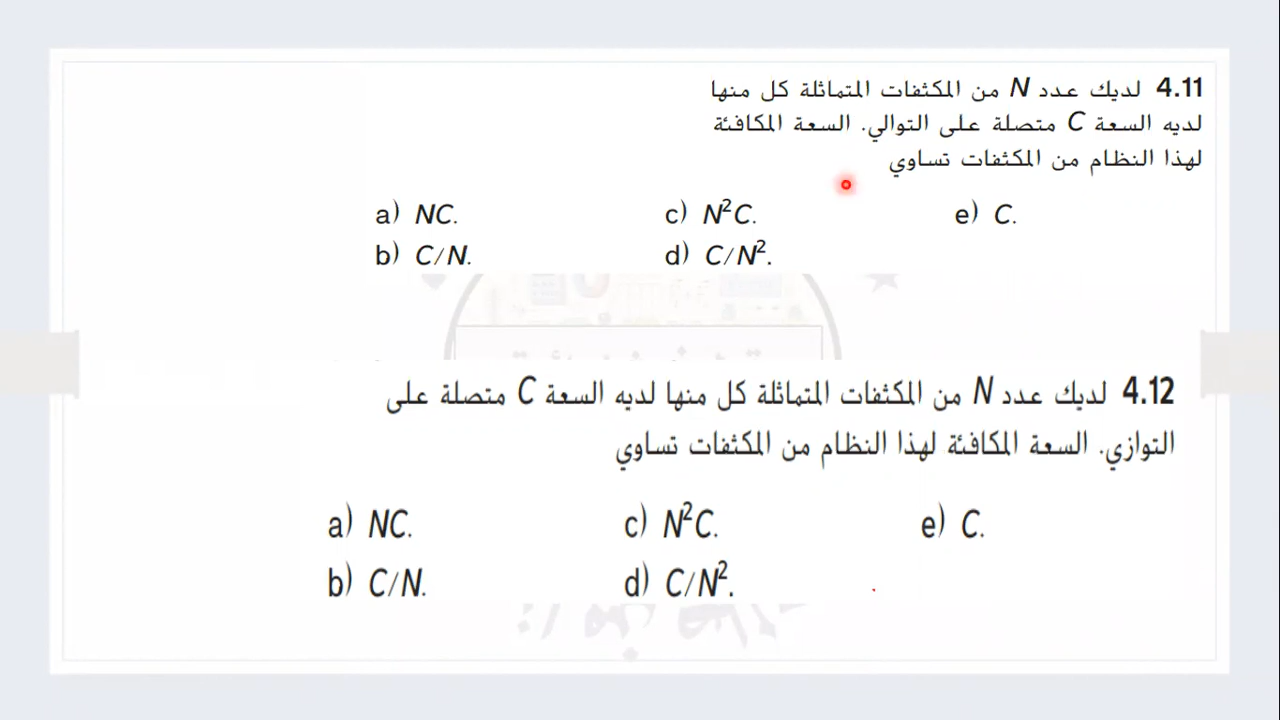 4.11 لديك عدد N من المكثفات المتماثلة كل منها
لديه السعة C متصلة على التوالي. السعة المكافئة
لهذا النظام من المكثفات تساوي
a) NC. c) N²C. e) C.
b) C/N. d) C/N².
4.12 لديك عدد N من المكثفات المتماثلة كل منها لديه السعة C متصلة على
التوازي. السعة المكافئة لهذا النظام من المكثفات تساوي
a) NC. c) N²C. e) C.
b) C/N. d) C/N².